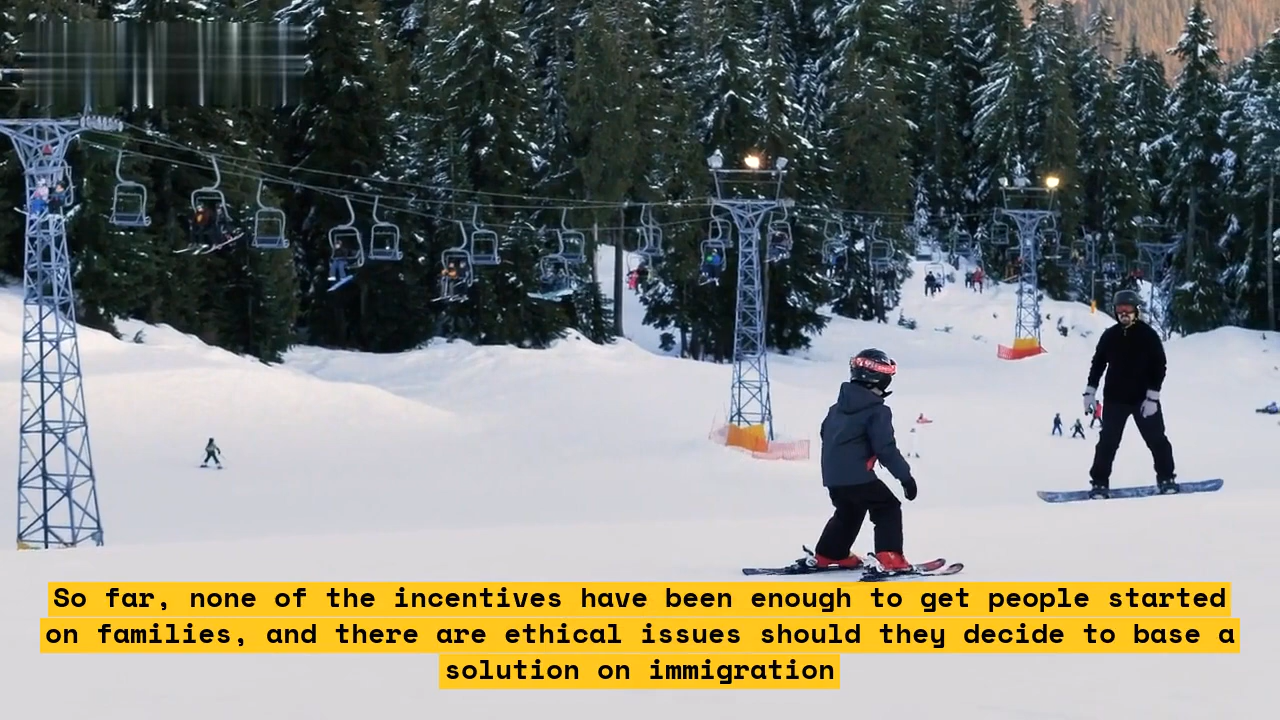 So far, none of the incentives have been enough to get people started
on families, and there are ethical issues should they decide to base a
solution on immigration